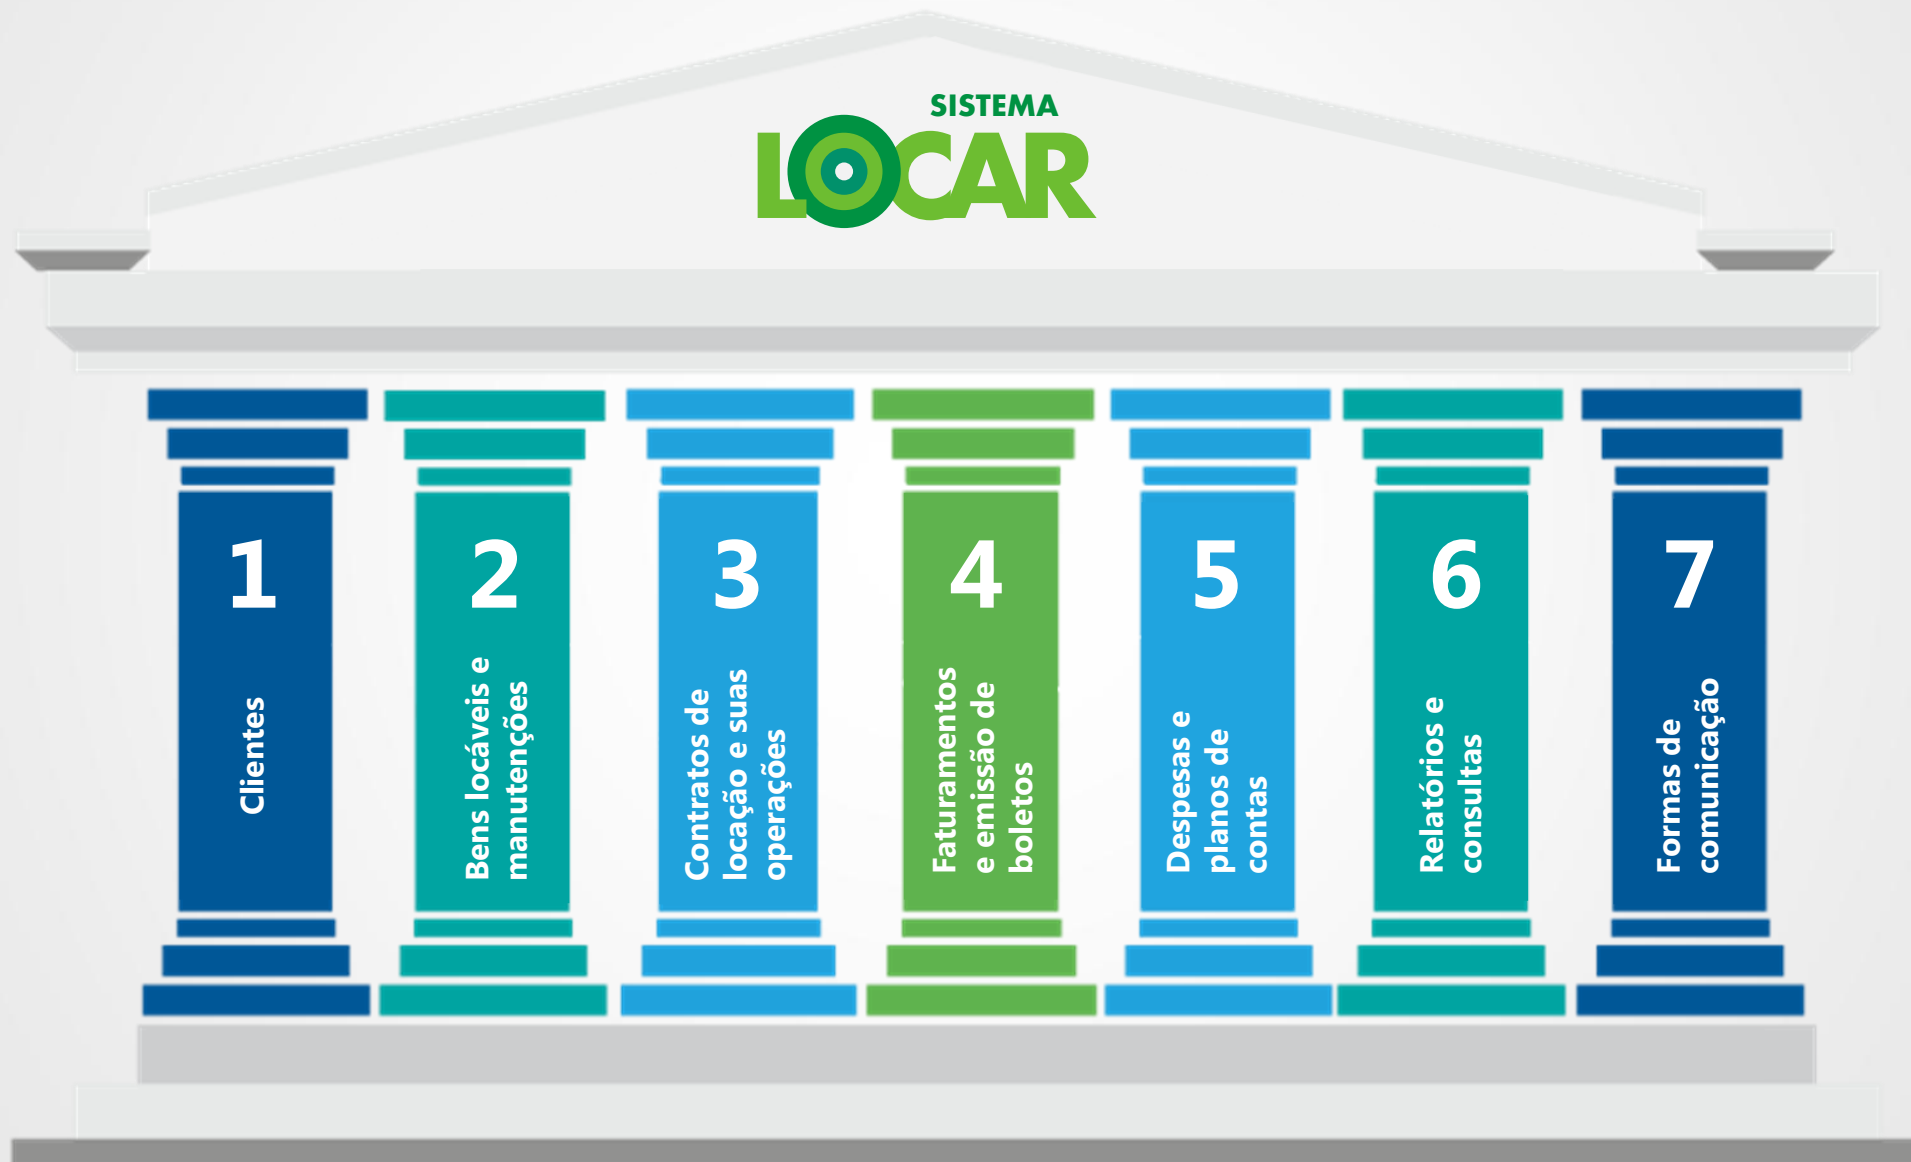 SISTEMA
LOCAR
1
Clientes
2
Bens locáveis e
manutenções
3
Contratos de
locação e suas
operações
4
Faturamentos
e emissão de
boletos
5
Despesas e
planos de
contas
6
Relatórios e
consultas
7
Formas de
comunicação